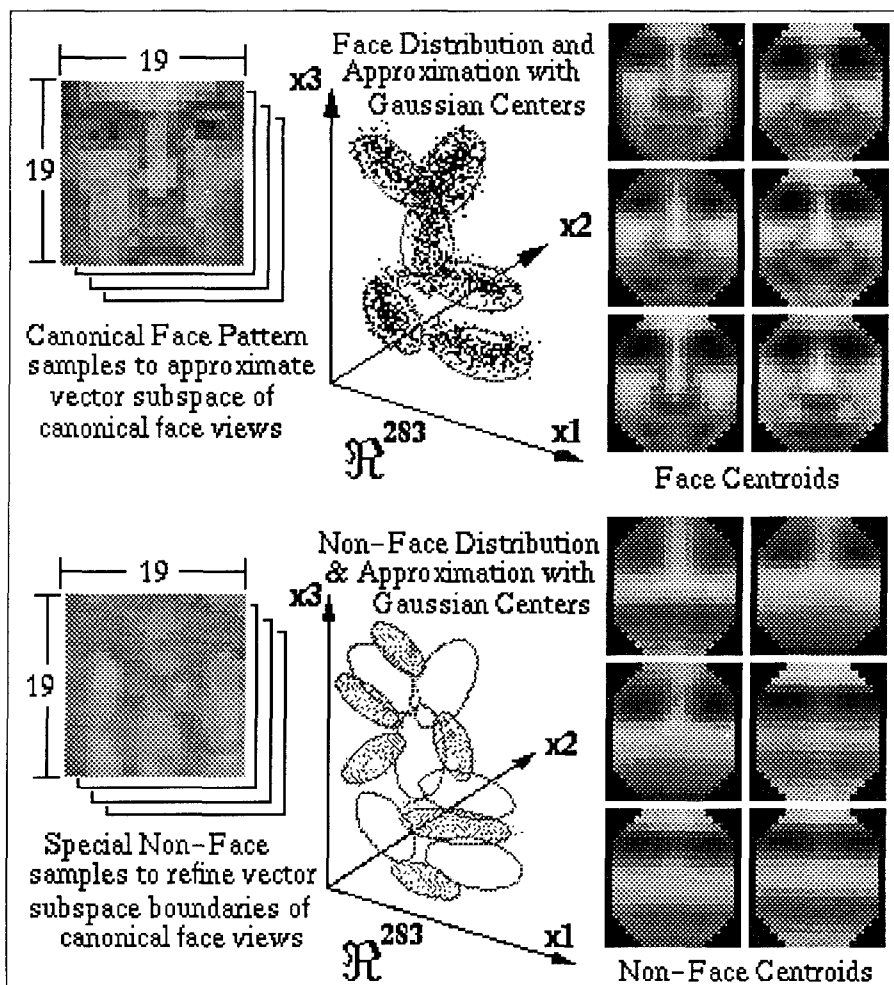 19
19
Canonical Face Pattern
samples to approximate
vector subspace of
canonical face views
Face Distribution and
Approximation with
Gaussian Centers
x3
x2
x1
ℜ283
Face Centroids
19
19
Special Non-Face
samples to refine vector
subspace boundaries of
canonical face views
Non-Face Distribution
& Approximation with
Gaussian Centers
x3
x2
x1
ℜ283
Non-Face Centroids